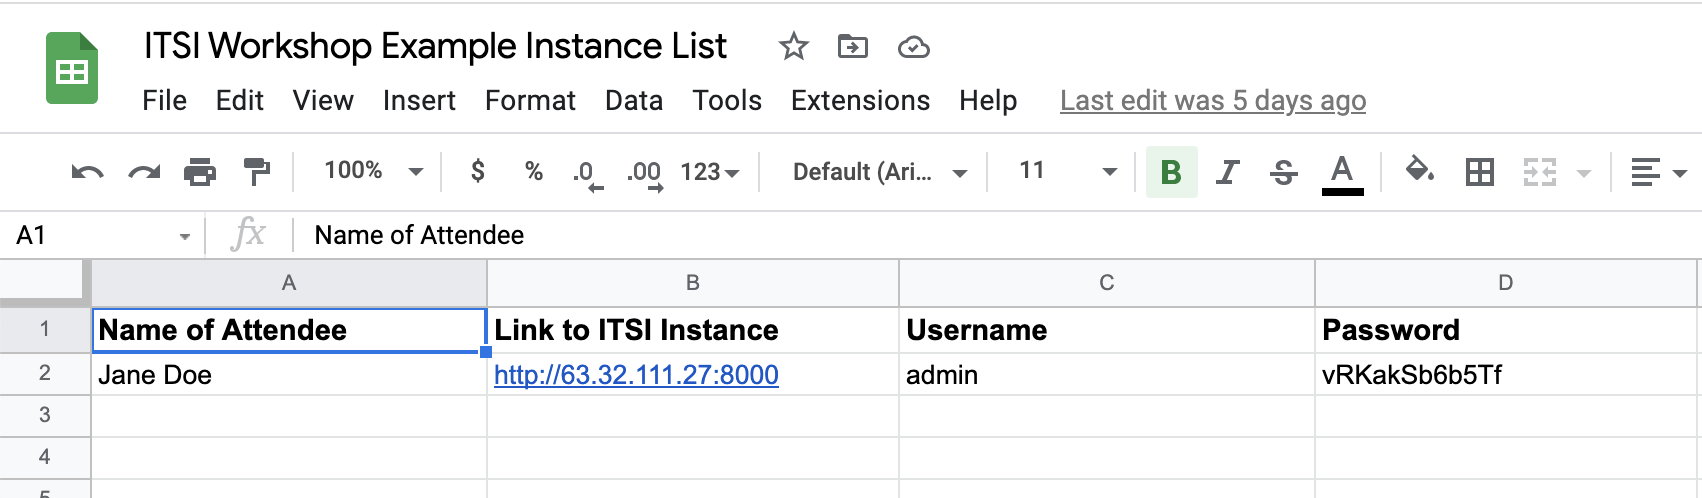 ITSI Workshop Example Instance List
File Edit View Insert Format Data Tools Extensions Help Last edit was 5 days ago
100% $ % .0 .00 123 Default (Ari... 11 B I S A
A1 fx Name of Attendee
A B C D
1 Name of Attendee Link to ITSI Instance Username Password
2 Jane Doe http://63.32.111.27:8000 admin vRKakSb6b5Tf
3
4
5